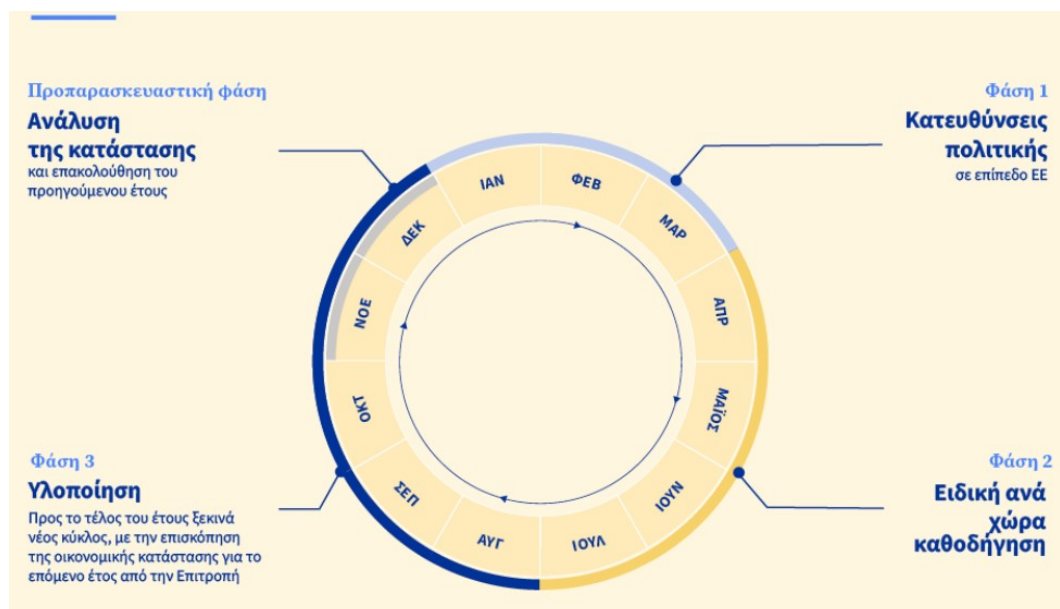 Προπαρασκευαστική φάση
Ανάλυση
της κατάστασης
και επακολούθηση του
προηγούμενου έτους
Φάση 1
Κατευθύνσεις
πολιτικής
σε επίπεδο ΕΕ
ΙΑΝ
ΦΕΒ
ΜΑΡ
ΑΠΡ
ΜΑΪΟΣ
ΙΟΥΝ
ΙΟΥΛ
ΑΥΓ
ΣΕΠ
ΟΚΤ
ΝΟΕ
ΔΕΚ
Φάση 2
Ειδική ανά
χώρα
καθοδήγηση
Φάση 3
Υλοποίηση
Προς το τέλος του έτους ξεκινά
νέος κύκλος, με την επισκόπηση
της οικονομικής κατάστασης για το
επόμενο έτος από την Επιτροπή